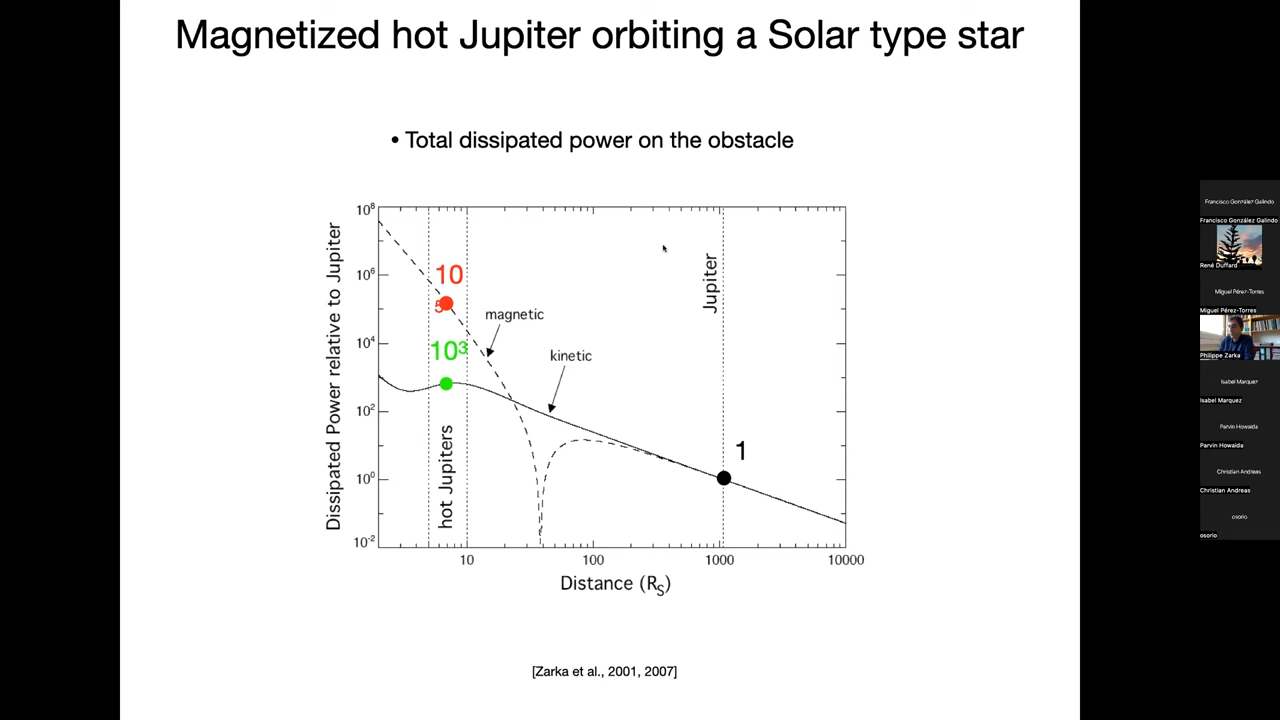 Magnetized hot Jupiter orbiting a Solar type star
• Total dissipated power on the obstacle
Dissipated Power relative to Jupiter
10⁸
10⁶
10⁴
10²
10⁰
10⁻²
10
5
10³
hot Jupiters
magnetic
kinetic
Jupiter
1
10
100
1000
10000
Distance (R_S)
[Zarka et al., 2001, 2007]
Francisco González Galindo
Francisco González Galindo
René Duffard
Miguel Pérez-Torres
Miguel Pérez-Torres
Philippe Zarka
Isabel Marquez
Isabel Marquez
Parvin Howaida
Parvin Howaida
Christian Andreas
Christian Andreas
osorio
osorio